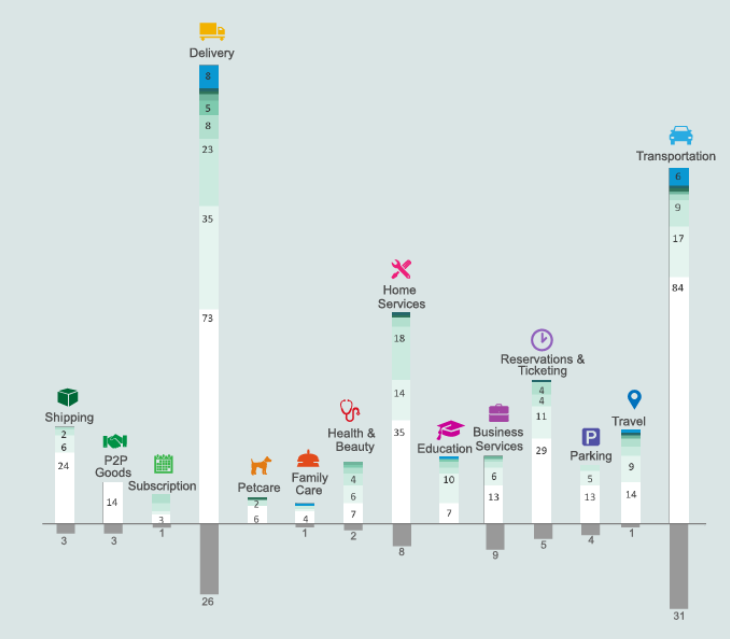 Delivery
8
5
8
23
35
73
26
Transportation
6
9
17
84
31
Home
Services
18
14
35
8
Reservations &
Ticketing
4
4
11
29
5
Shipping
2
6
24
3
P2P
Goods
14
3
Subscription
3
1
Petcare
2
6
Family
Care
4
1
Health &
Beauty
4
6
7
2
Education
10
7
Business
Services
6
13
9
P
Parking
5
13
4
Travel
9
14
1